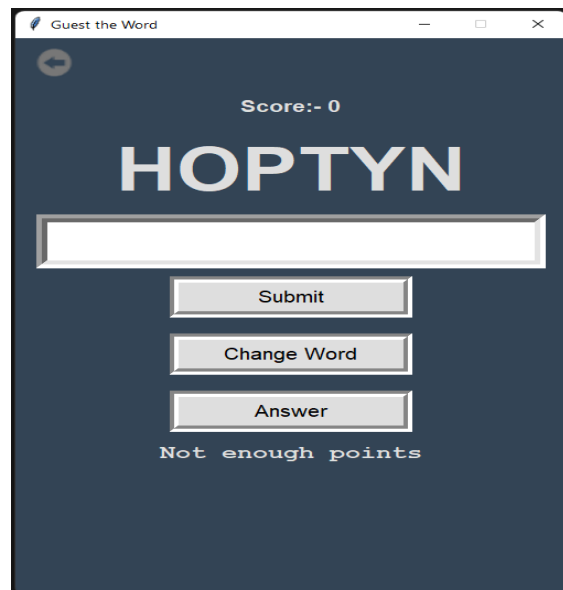 Guest the Word
Score:- 0
HOPTYN
Submit
Change Word
Answer
Not enough points